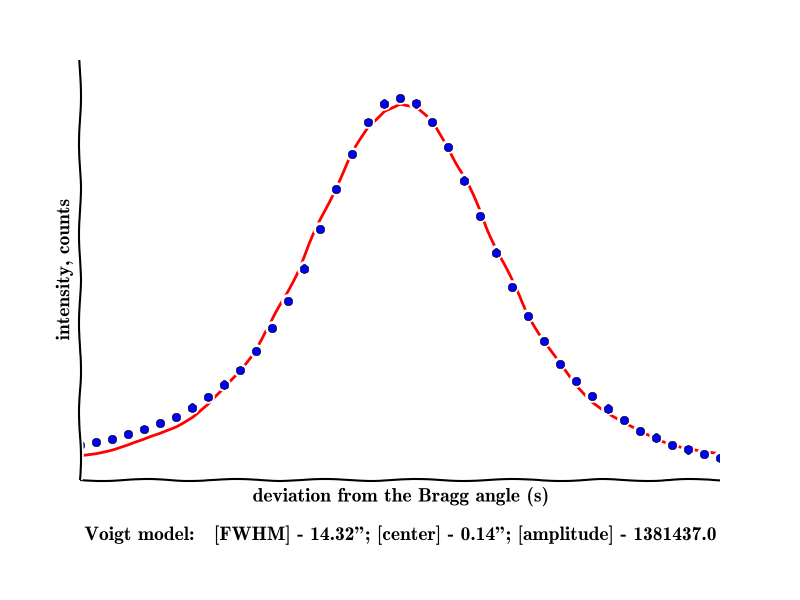 intensity, counts
deviation from the Bragg angle (s)
Voigt model: [FWHM] - 14.32”; [center] - 0.14”; [amplitude] - 1381437.0